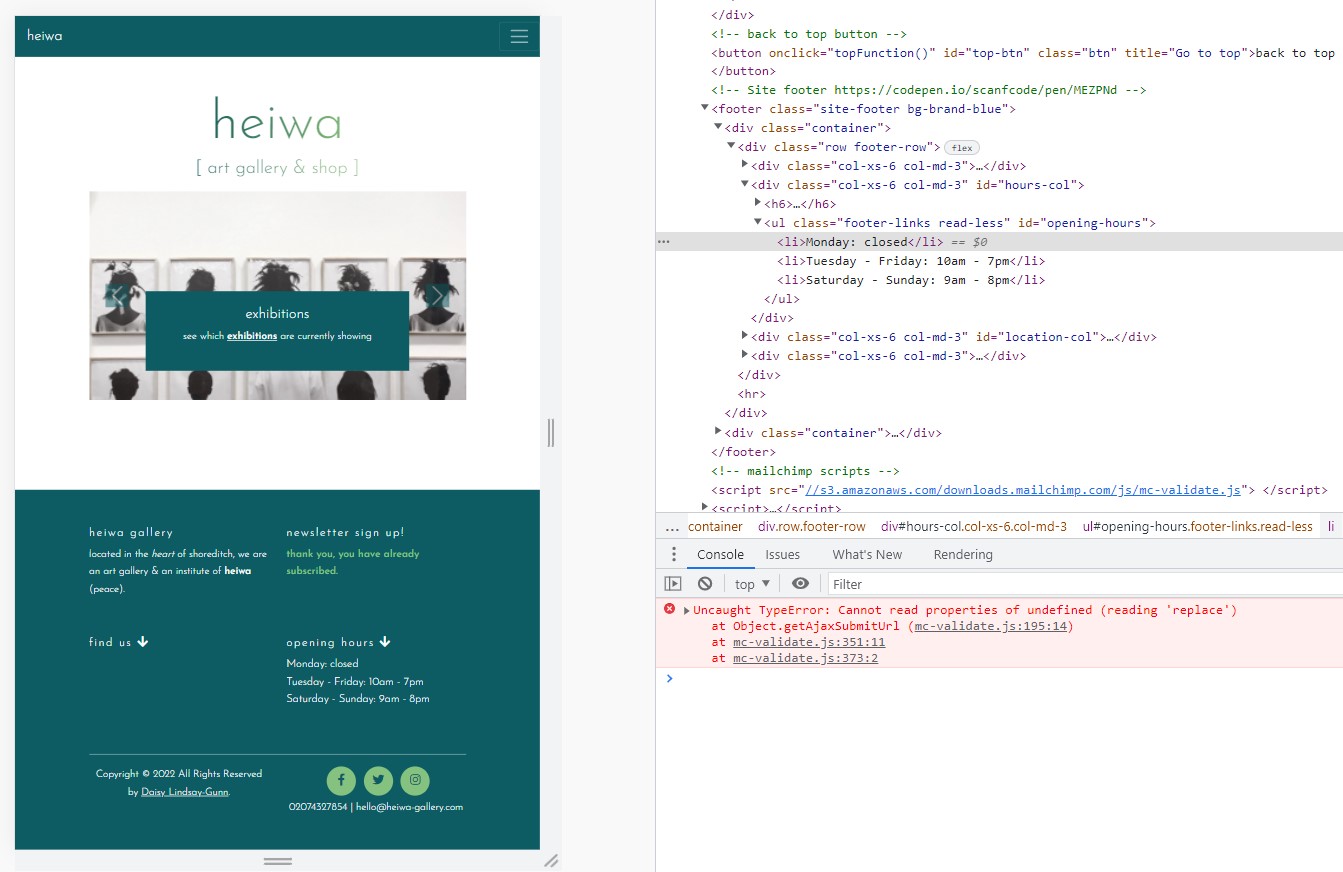 heiwa
heiwa
[ art gallery & shop ]
exhibitions
see which exhibitions are currently showing
heiwa gallery
located in the heart of shoreditch, we are
an art gallery & an institute of heiwa
(peace).
newsletter sign up!
thank you, you have already
subscribed.
find us
opening hours
Monday: closed
Tuesday - Friday: 10am - 7pm
Saturday - Sunday: 9am - 8pm
Copyright © 2022 All Rights Reserved
by Daisy Lindsay-Gunn.
02074327854 | hello@heiwa-gallery.com
</div>
<!-- back to top button -->
<button onclick="topFunction()" id="top-btn" class="btn" title="Go to top">back to top
</button>
<!-- Site footer https://codepen.io/scanfcode/pen/MEZPNd -->
<footer class="site-footer bg-brand-blue">
<div class="container">
<div class="row footer-row"> flex
<div class="col-xs-6 col-md-3">…</div>
<div class="col-xs-6 col-md-3" id="hours-col">
<h6>…</h6>
<ul class="footer-links read-less" id="opening-hours">
<li>Monday: closed</li> == $0
<li>Tuesday - Friday: 10am - 7pm</li>
<li>Saturday - Sunday: 9am - 8pm</li>
</ul>
</div>
<div class="col-xs-6 col-md-3" id="location-col">…</div>
<div class="col-xs-6 col-md-3">…</div>
</div>
<hr>
</div>
<div class="container">…</div>
</footer>
<!-- mailchimp scripts -->
<script src="//s3.amazonaws.com/downloads.mailchimp.com/js/mc-validate.js"> </script>
<script>…</script>
... container div.row.footer-row div#hours-col.col-xs-6.col-md-3 ul#opening-hours.footer-links.read-less li
Console Issues What's New Rendering
top Filter
Uncaught TypeError: Cannot read properties of undefined (reading 'replace')
at Object.getAjaxSubmitUrl (mc-validate.js:195:14)
at mc-validate.js:351:11
at mc-validate.js:373:2